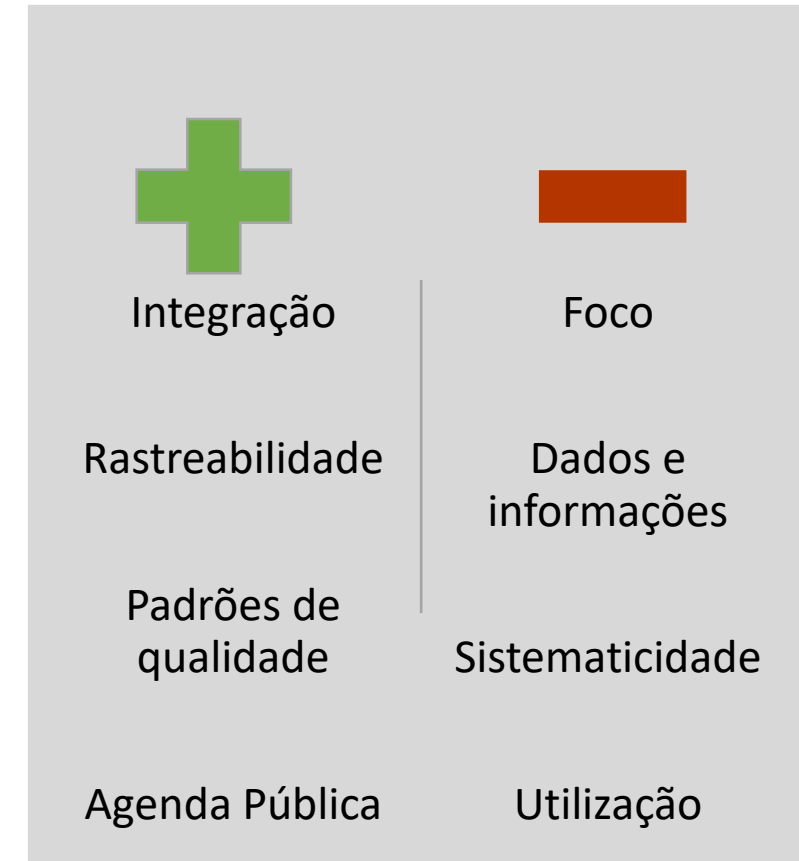 Integração
Rastreabilidade
Padrões de
qualidade
Agenda Pública
Foco
Dados e
informações
Sistematicidade
Utilização